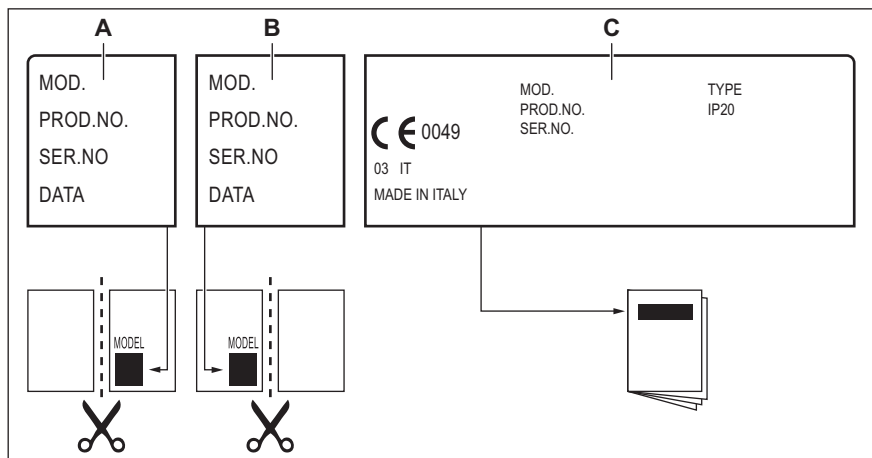 A B C
MOD.
PROD.NO.
SER.NO
DATA
MOD.
PROD.NO.
SER.NO
DATA
MOD. TYPE
PROD.NO. IP20
SER.NO.
CE 0049
03 IT
MADE IN ITALY
MODEL
MODEL